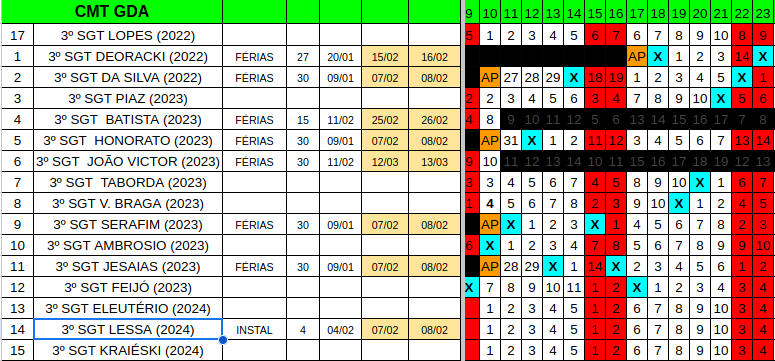 CMT GDA 9 10 11 12 13 14 15 16 17 18 19 20 21 22 23
17 3º SGT LOPES (2022) 5 1 2 3 4 5 6 7 6 7 8 9 10 8 9
1 3º SGT DEORACKI (2022) FÉRIAS 27 20/01 15/02 16/02 AP X 1 2 3 14 X
2 3º SGT DA SILVA (2022) FÉRIAS 30 09/01 07/02 08/02 AP 27 28 29 X 18 19 1 2 3 4 5 X 1
3 3º SGT PIAZ (2023) 2 2 3 4 5 6 3 4 7 8 9 10 X 5 6
4 3º SGT BATISTA (2023) FÉRIAS 15 11/02 25/02 26/02 4 8 9 10 11 12 5 6 13 14 15 16 17 7 8
5 3º SGT HONORATO (2023) FÉRIAS 30 09/01 07/02 08/02 AP 31 X 1 2 11 12 3 4 5 6 7 13 14
6 3º SGT JOÃO VICTOR (2023) FÉRIAS 30 11/02 12/03 13/03 9 10 11 12 13 14 10 11 15 16 17 18 19 12 13
7 3º SGT TABORDA (2023) 3 3 4 5 6 7 4 5 8 9 10 X 1 6 7
8 3º SGT V. BRAGA (2023) 1 4 5 6 7 8 2 3 9 10 X 1 2 4 5
9 3º SGT SERAFIM (2023) FÉRIAS 30 09/01 07/02 08/02 AP X 1 2 3 X 1 4 5 6 7 8 2 3
10 3º SGT AMBROSIO (2023) 6 X 1 2 3 4 7 8 5 6 7 8 9 9 10
11 3º SGT JESAIAS (2023) FÉRIAS 30 09/01 07/02 08/02 AP 28 29 X 1 14 X 2 3 4 5 6 1 2
12 3º SGT FEIJÓ (2023) X 7 8 9 10 11 1 2 X 1 2 3 4 3 4
13 3º SGT ELEUTÉRIO (2024) 1 2 3 4 5 1 2 6 7 8 9 10 3 4
14 3º SGT LESSA (2024) INSTAL 4 04/02 07/02 08/02 1 2 3 4 5 1 2 6 7 8 9 10 3 4
15 3º SGT KRAIÉSKI (2024) 1 2 3 4 5 1 2 6 7 8 9 10 3 4